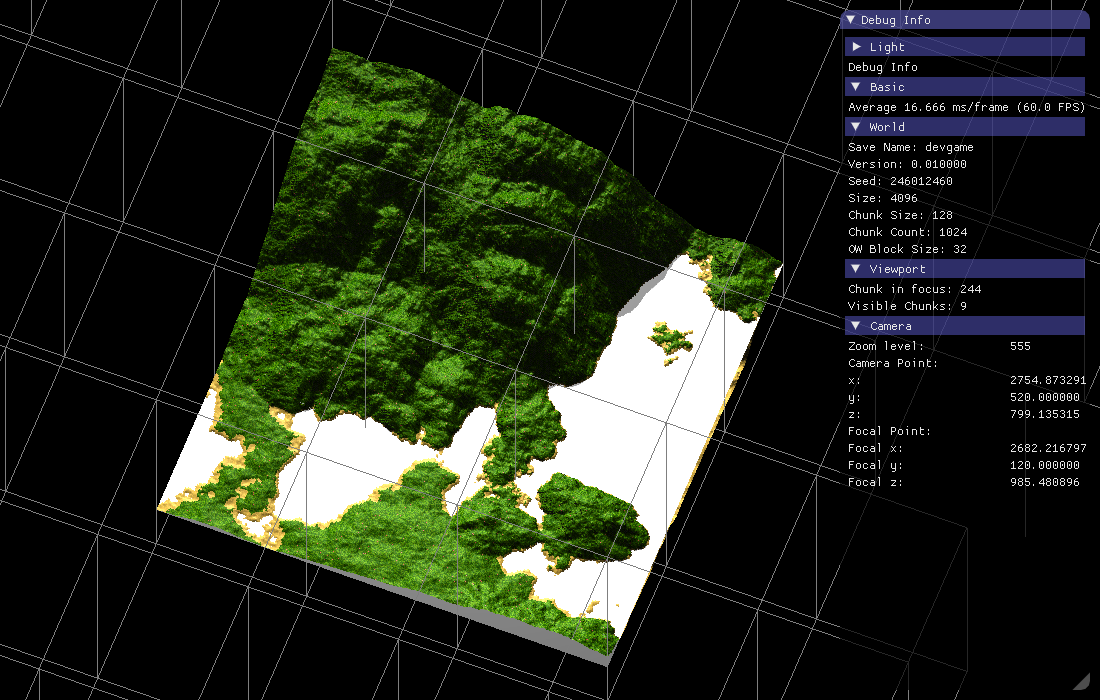 Debug Info
Light
Debug Info
Basic
Average 16.666 ms/frame (60.0 FPS)
World
Save Name: devgame
Version: 0.010000
Seed: 246012460
Size: 4096
Chunk Size: 128
Chunk Count: 1024
OW Block Size: 32
Viewport
Chunk in focus: 244
Visible Chunks: 9
Camera
Zoom level: 555
Camera Point:
x: 2754.873291
y: 520.000000
z: 799.135315
Focal Point:
Focal x: 2682.216797
Focal y: 120.000000
Focal z: 985.480896